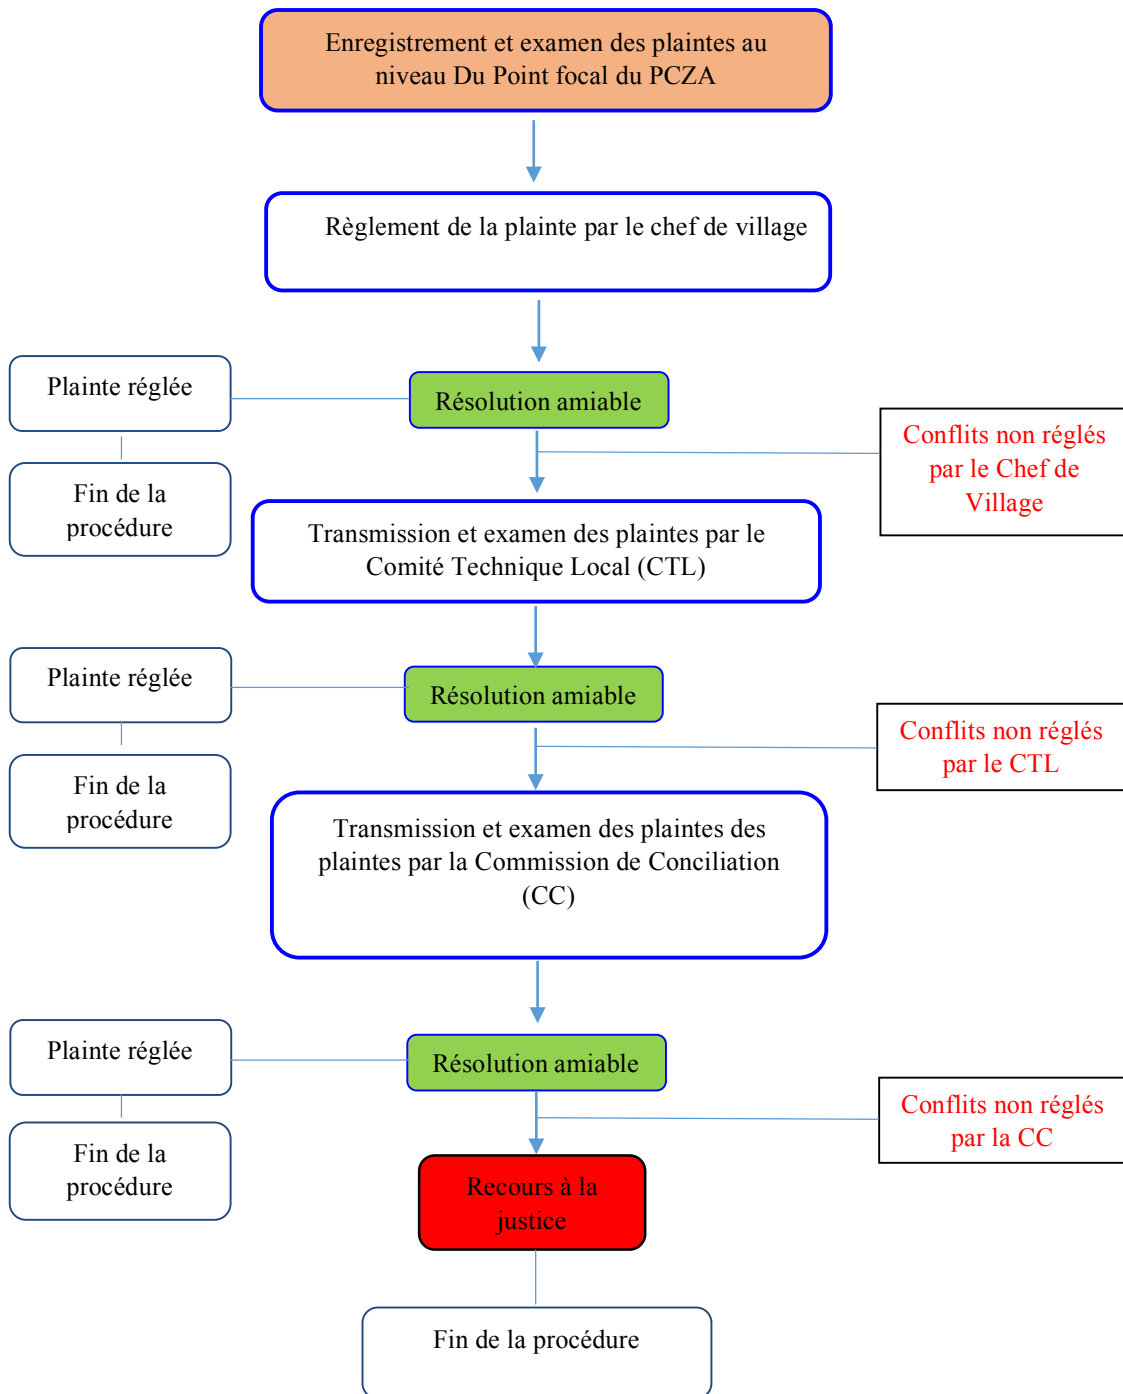 Enregistrement et examen des plaintes au
niveau Du Point focal du PCZA
Règlement de la plainte par le chef de village
Plainte réglée
Résolution amiable
Conflits non réglés
par le Chef de
Village
Fin de la
procédure
Transmission et examen des plaintes par le
Comité Technique Local (CTL)
Plainte réglée
Résolution amiable
Conflits non réglés
par le CTL
Fin de la
procédure
Transmission et examen des plaintes des
plaintes par la Commission de Conciliation
(CC)
Plainte réglée
Résolution amiable
Conflits non réglés
par la CC
Fin de la
procédure
Recours à la
justice
Fin de la procédure